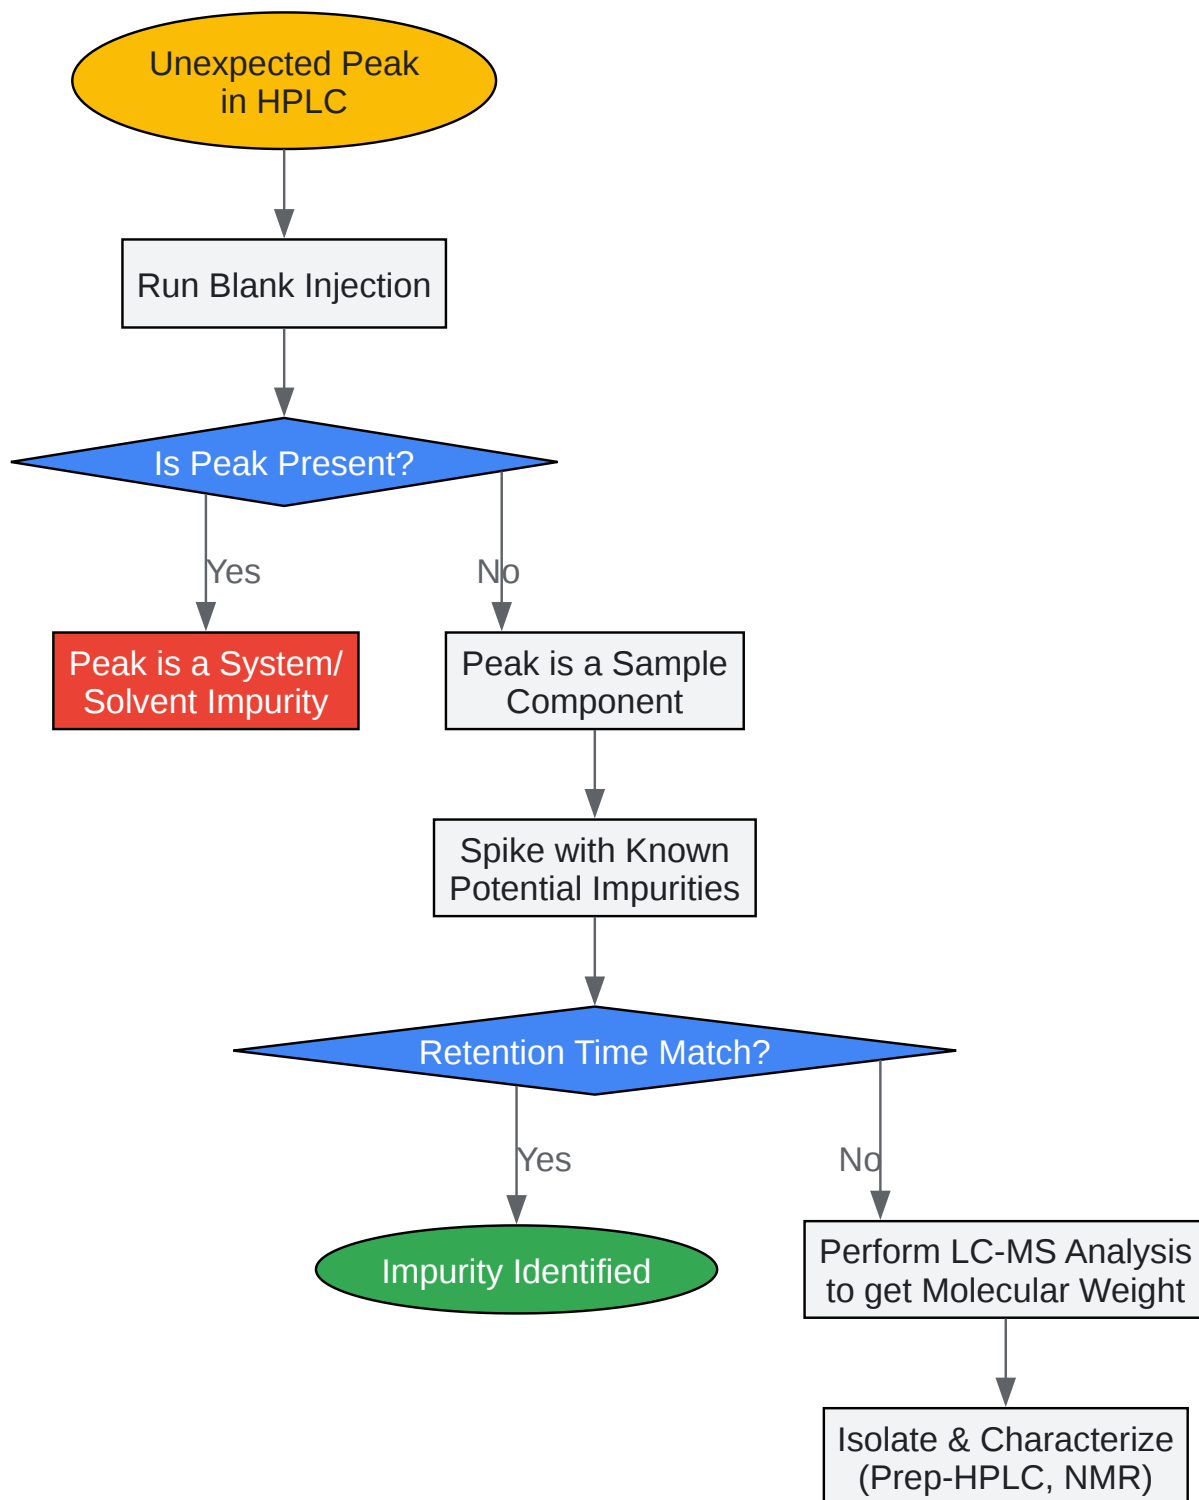 Unexpected Peak
in HPLC
Run Blank Injection
Is Peak Present?
Yes
No
Peak is a System/
Solvent Impurity
Peak is a Sample
Component
Spike with Known
Potential Impurities
Retention Time Match?
Yes
No
Impurity Identified
Perform LC-MS Analysis
to get Molecular Weight
Isolate & Characterize
(Prep-HPLC, NMR)